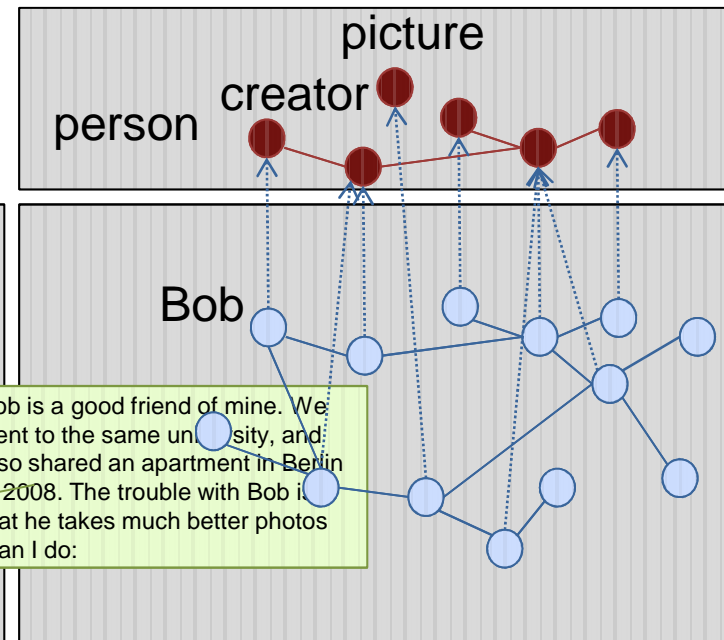 picture
creator
person
Bob
ob is a good friend of mine. We
ent to the same university, and
so shared an apartment in Berlin
2008. The trouble with Bob is
at he takes much better photos
an I do: